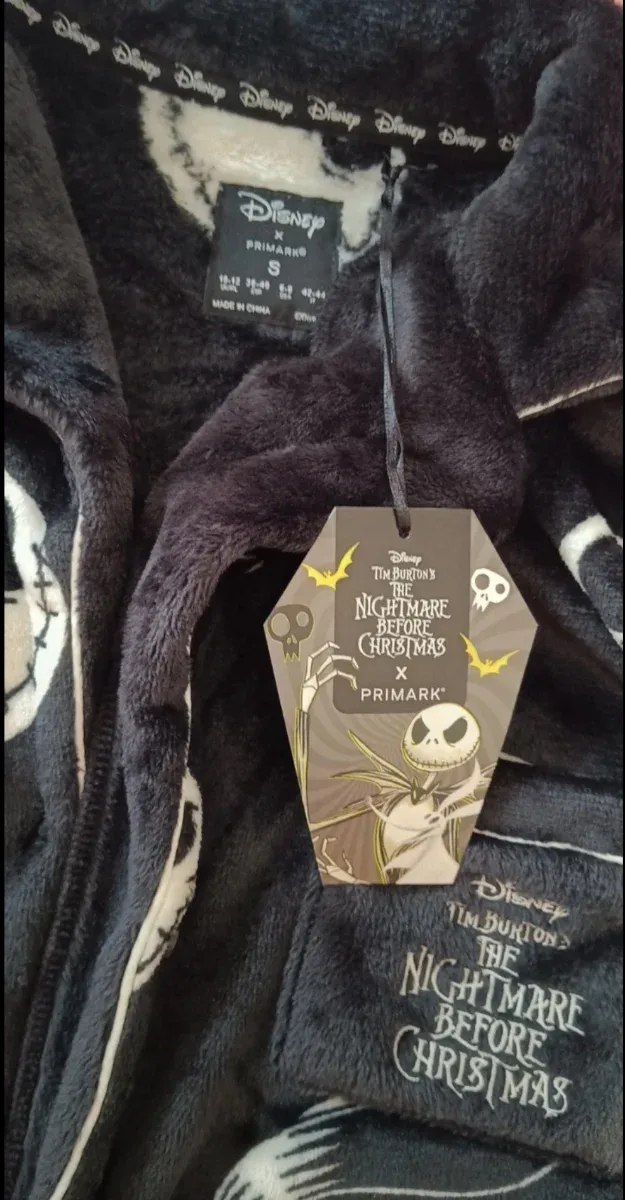 Disney Disney Disney Disney Disney Disney Disney
Disney
X
PRIMARK®
S
MADE IN CHINA
Disney
TIM BURTON'S
THE
NIGHTMARE
BEFORE
CHRISTMAS
X
PRIMARK®
Disney
TIM BURTON'S
THE
NIGHTMARE
BEFORE
CHRISTMAS